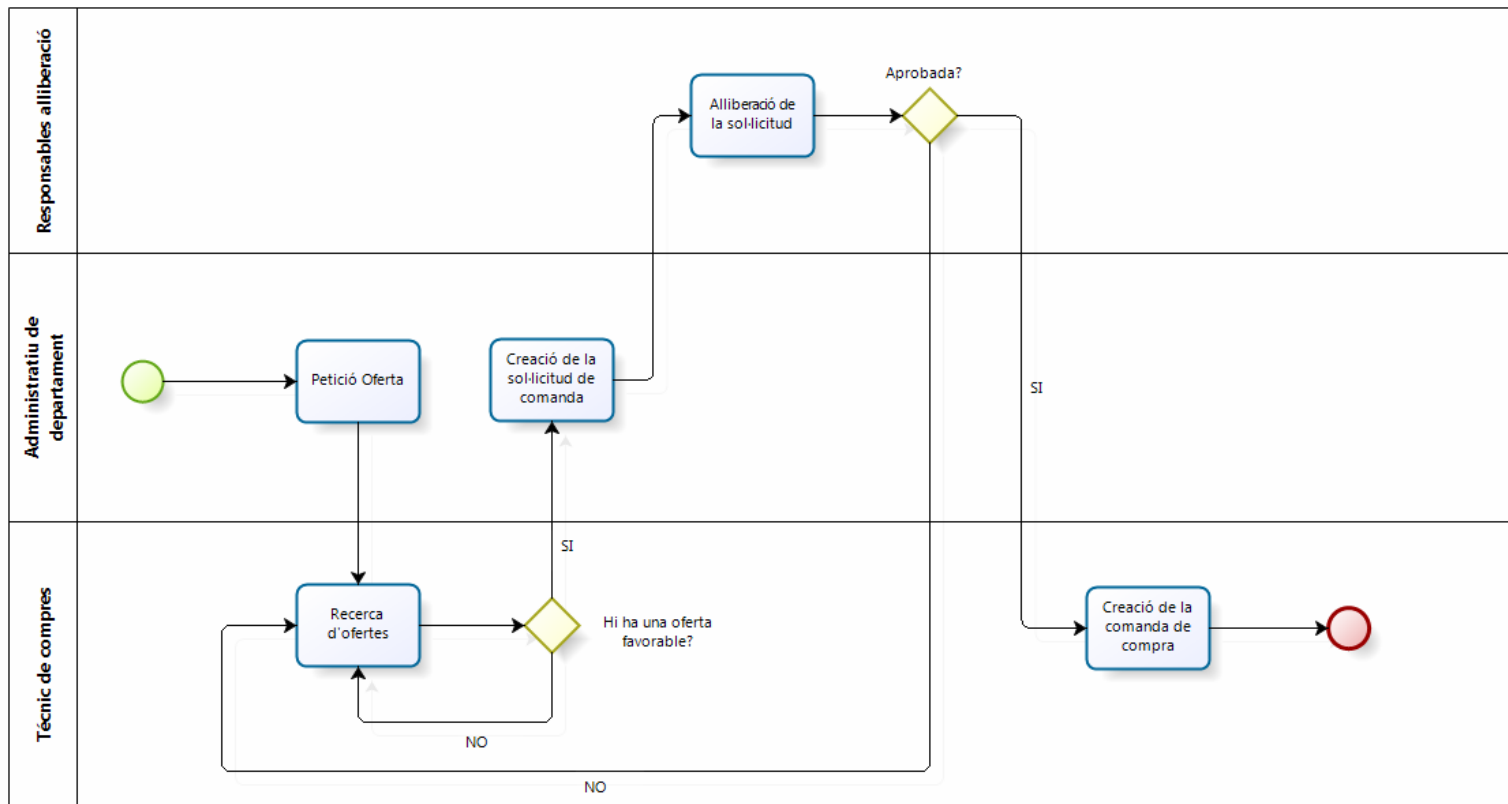 Responsables alliberació
Aprobada?
Alliberació de
la sol·licitud
Administratiu de
departament
Petició Oferta
Creació de la
sol·licitud de
comanda
SI
Técnic de compres
SI
Recerca
d'ofertes
Hi ha una oferta
favorable?
Creació de la
comanda de
compra
NO
NO